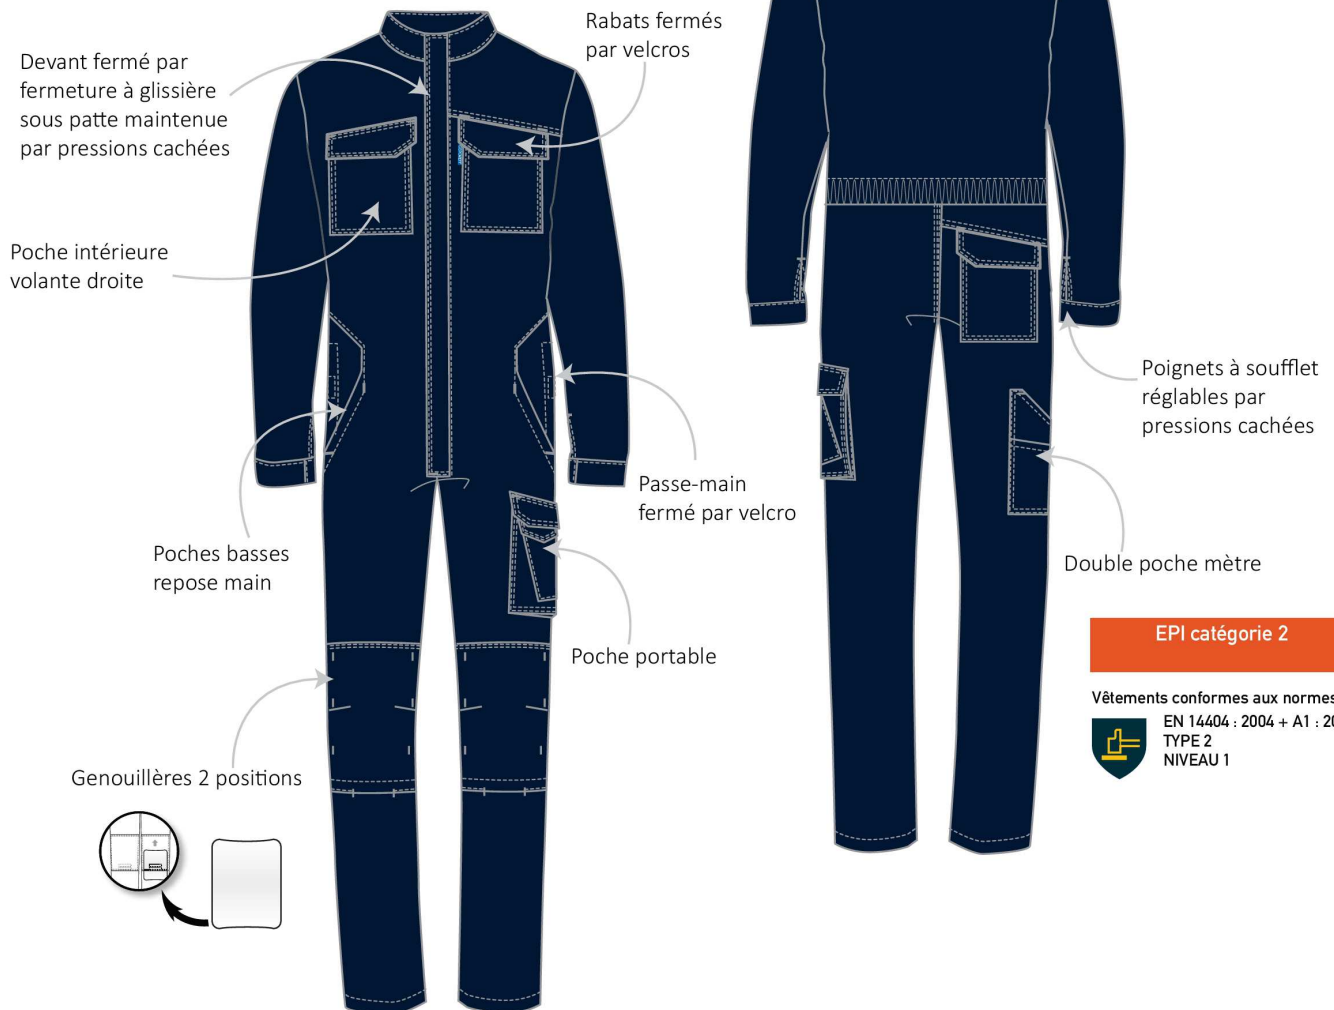 Rabats fermés
par velcros
Devant fermé par
fermeture à glissière
sous patte maintenue
par pressions cachées
Poche intérieure
volante droite
Poignets à soufflet
réglables par
pressions cachées
Passe-main
fermé par velcro
Poches basses
repose main
Double poche mètre
Poche portable
Genouillères 2 positions
EPI catégorie 2
Vêtements conformes aux normes
EN 14404 : 2004 + A1 : 20
TYPE 2
NIVEAU 1